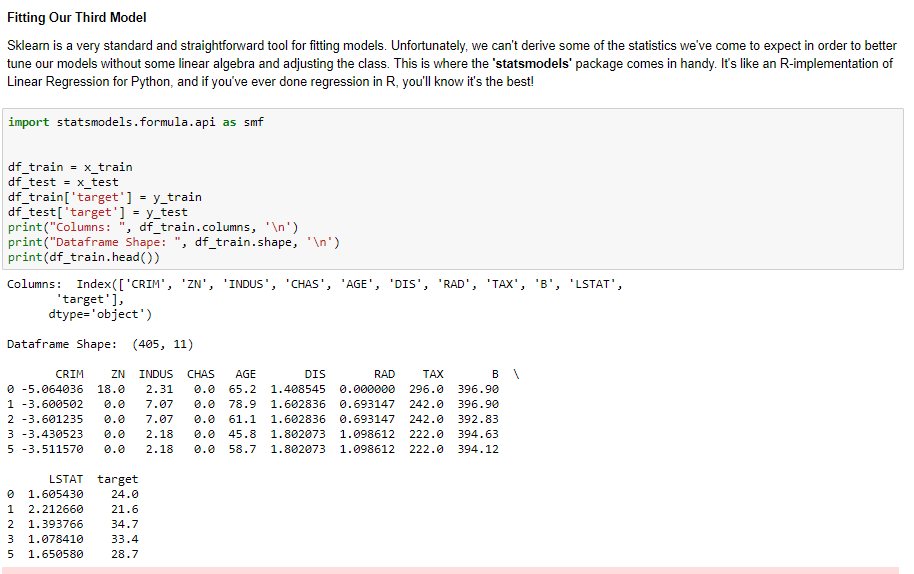 Fitting Our Third Model
Sklearn is a very standard and straightforward tool for fitting models. Unfortunately, we can't derive some of the statistics we've come to expect in order to better
tune our models without some linear algebra and adjusting the class. This is where the 'statsmodels' package comes in handy. It's like an R-implementation of
Linear Regression for Python, and if you've ever done regression in R, you'll know it's the best!
import statsmodels.formula.api as smf
df_train = x_train
df_test = x_test
df_train['target'] = y_train
df_test['target'] = y_test
print("Columns: ", df_train.columns, '\n')
print("Dataframe Shape: ", df_train.shape, '\n')
print(df_train.head())
Columns:  Index(['CRIM', 'ZN', 'INDUS', 'CHAS', 'AGE', 'DIS', 'RAD', 'TAX', 'B', 'LSTAT',
       'target'],
      dtype='object')
Dataframe Shape:  (405, 11)
       CRIM    ZN  INDUS  CHAS   AGE       DIS       RAD    TAX       B  \
0 -5.064036  18.0   2.31   0.0  65.2  1.408545  0.000000  296.0  396.90
1 -3.600502   0.0   7.07   0.0  78.9  1.602836  0.693147  242.0  396.90
2 -3.601235   0.0   7.07   0.0  61.1  1.602836  0.693147  242.0  392.83
3 -3.430523   0.0   2.18   0.0  45.8  1.802073  1.098612  222.0  394.63
5 -3.511570   0.0   2.18   0.0  58.7  1.802073  1.098612  222.0  394.12
      LSTAT  target
0  1.605430    24.0
1  2.212660    21.6
2  1.393766    34.7
3  1.078410    33.4
5  1.650580    28.7